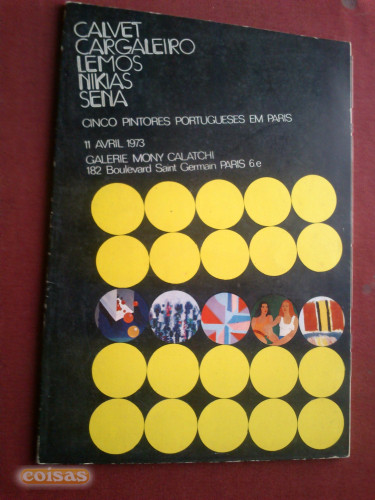 CALVET
CARGALEIRO
LEMOS
NIKIAS
SENA
CINCO PINTORES PORTUGUESES EM PARIS
11 AVRIL 1973
GALERIE MONY CALATCHI
182 Boulevard Saint Germain PARIS 6.e
coisas